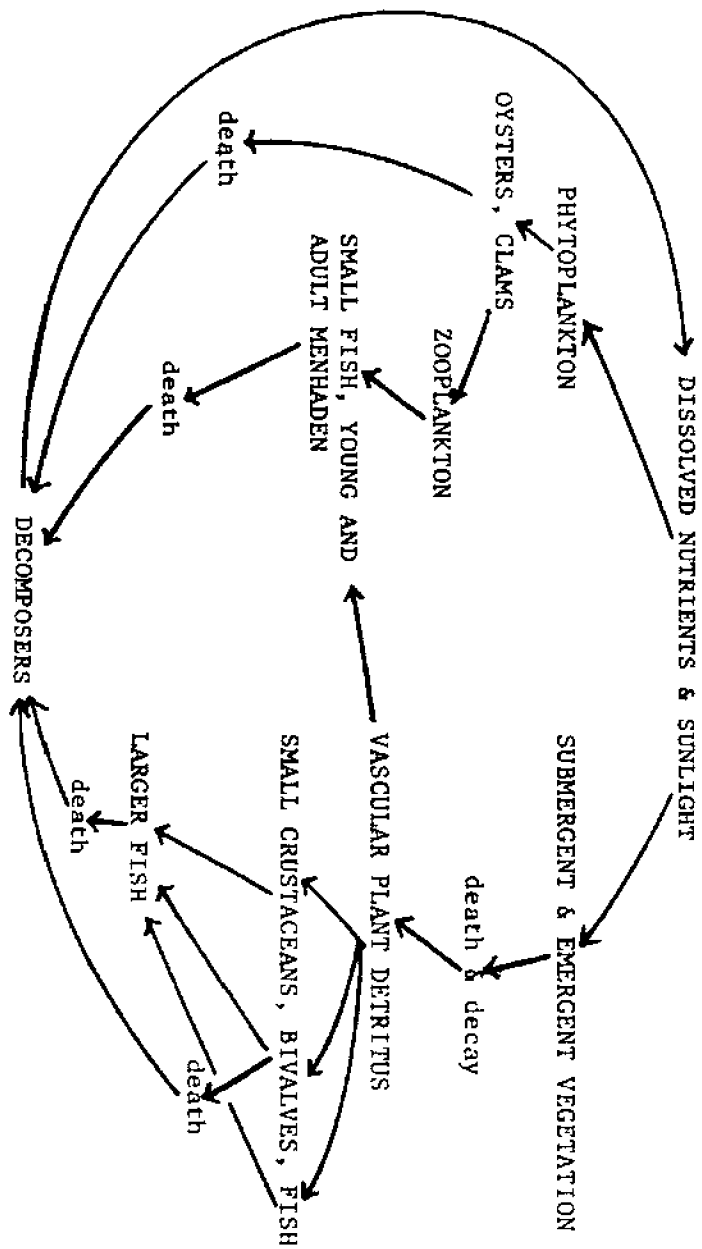 DISSOLVED NUTRIENTS & SUNLIGHT
PHYTOPLANKTON
SUBMERGENT & EMERGENT VEGETATION
OYSTERS, CLAMS
death & decay
ZOOPLANKTON
VASCULAR PLANT DETRITUS
SMALL FISH, YOUNG AND
ADULT MENHADEN
SMALL CRUSTACEANS, BIVALVES, FISH
death
death
LARGER FISH
death
death
DECOMPOSERS